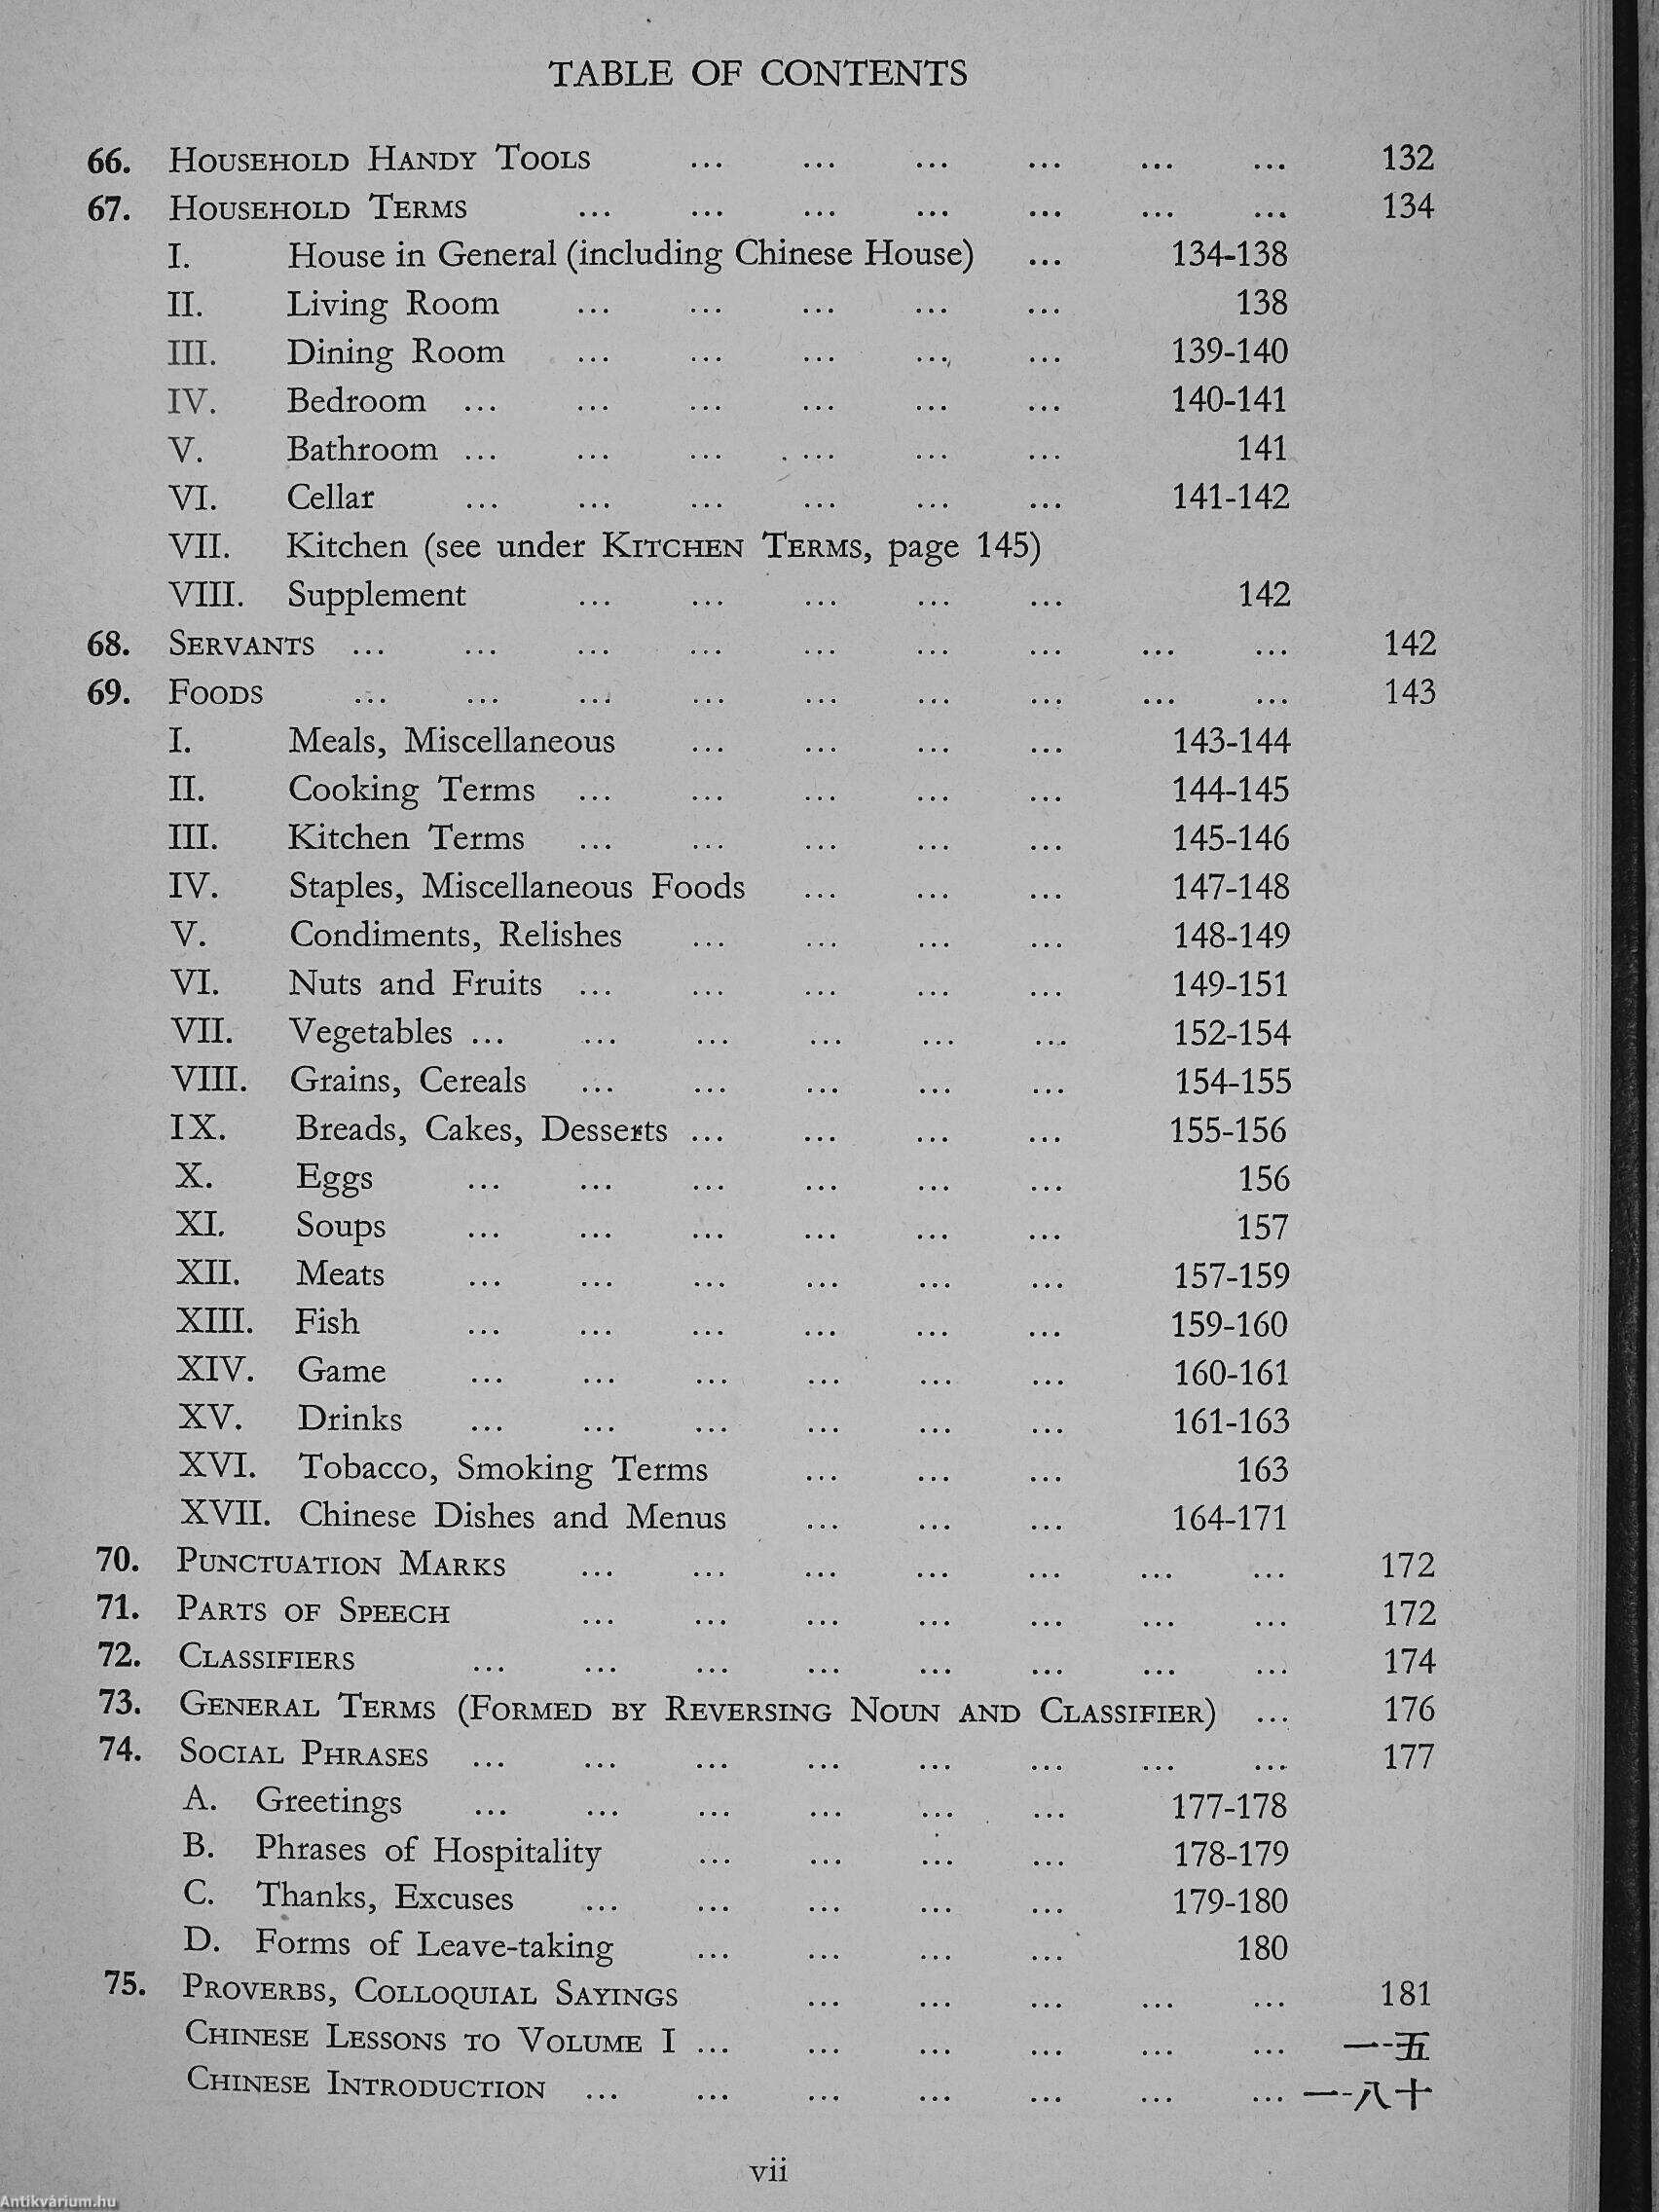 TABLE OF CONTENTS
66. HOUSEHOLD HANDY TOOLS ... ... ... ... ... ... 132
67. HOUSEHOLD TERMS ... ... ... ... ... ... ... 134
I. House in General (including Chinese House) ... 134-138
II. Living Room ... ... ... ... ... 138
III. Dining Room ... ... ... ... ... 139-140
IV. Bedroom ... ... ... ... ... ... 140-141
V. Bathroom ... ... ... ... ... ... 141
VI. Cellar ... ... ... ... ... ... 141-142
VII. Kitchen (see under KITCHEN TERMS, page 145)
VIII. Supplement ... ... ... ... ... 142
68. SERVANTS ... ... ... ... ... ... ... ... ... 142
69. FOODS ... ... ... ... ... ... ... ... ... 143
I. Meals, Miscellaneous ... ... ... ... 143-144
II. Cooking Terms ... ... ... ... ... 144-145
III. Kitchen Terms ... ... ... ... ... 145-146
IV. Staples, Miscellaneous Foods ... ... ... 147-148
V. Condiments, Relishes ... ... ... ... 148-149
VI. Nuts and Fruits ... ... ... ... ... 149-151
VII. Vegetables ... ... ... ... ... ... 152-154
VIII. Grains, Cereals ... ... ... ... ... 154-155
IX. Breads, Cakes, Desserts ... ... ... ... 155-156
X. Eggs ... ... ... ... ... ... 156
XI. Soups ... ... ... ... ... ... 157
XII. Meats ... ... ... ... ... ... 157-159
XIII. Fish ... ... ... ... ... ... 159-160
XIV. Game ... ... ... ... ... ... 160-161
XV. Drinks ... ... ... ... ... ... 161-163
XVI. Tobacco, Smoking Terms ... ... ... 163
XVII. Chinese Dishes and Menus ... ... ... 164-171
70. PUNCTUATION MARKS ... ... ... ... ... ... ... 172
71. PARTS OF SPEECH ... ... ... ... ... ... ... 172
72. CLASSIFIERS ... ... ... ... ... ... ... ... 174
73. GENERAL TERMS (FORMED BY REVERSING NOUN AND CLASSIFIER) ... 176
74. SOCIAL PHRASES ... ... ... ... ... ... ... ... 177
A. Greetings ... ... ... ... ... ... 177-178
B. Phrases of Hospitality ... ... ... ... 178-179
C. Thanks, Excuses ... ... ... ... ... 179-180
D. Forms of Leave-taking ... ... ... ... 180
75. PROVERBS, COLLOQUIAL SAYINGS ... ... ... ... ... 181
CHINESE LESSONS TO VOLUME I ... ... ... ... ... ... 一-五
CHINESE INTRODUCTION ... ... ... ... ... ... ... 一-八十
vii
Antikvárium.hu